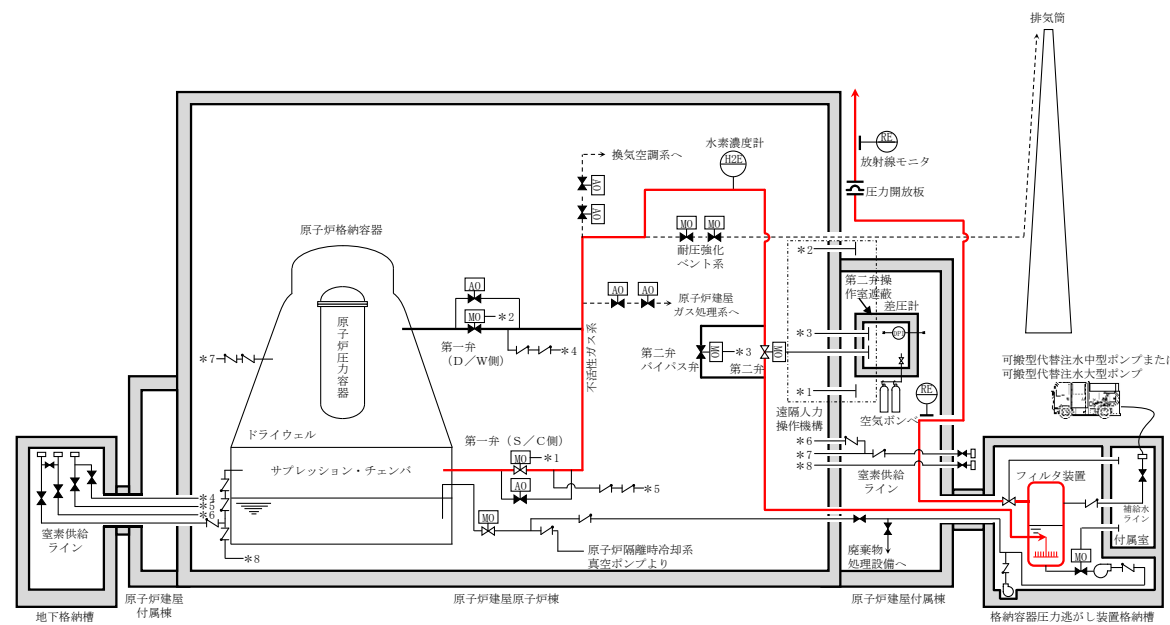 排気筒
水素濃度計
H2E
RE
放射線モニタ
換気空調系へ
AO
AO
圧力開放板
原子炉格納容器
MO
MO
耐圧強化
ベント系
*2
第二弁操
作室遮蔽
差圧計
AO
AO
AO
原子炉建屋
ガス処理系へ
MO
*2
*3
DPT
原子炉圧力容器
第一弁
(D/W側)
*4
不活性ガス系
*7
第二弁
バイパス弁
MO
*3
第二弁
MO
可搬型代替注水中型ポンプまたは
可搬型代替注水大型ポンプ
*1
RE
遠隔人力
操作機構
空気ボンベ
ドライウェル
第一弁(S/C側)
*6
MO
*1
*7
サプレッション・チェンバ
*8
AO
*5
窒素供給
ライン
フィルタ装置
*4
*5
*6
MO
補給水
ライン
窒素供給
ライン
付属室
*8
原子炉隔離時冷却系
真空ポンプより
廃棄物
処理設備へ
MO
地下格納槽
原子炉建屋
付属棟
原子炉建屋原子炉棟
原子炉建屋付属棟
格納容器圧力逃がし装置格納槽